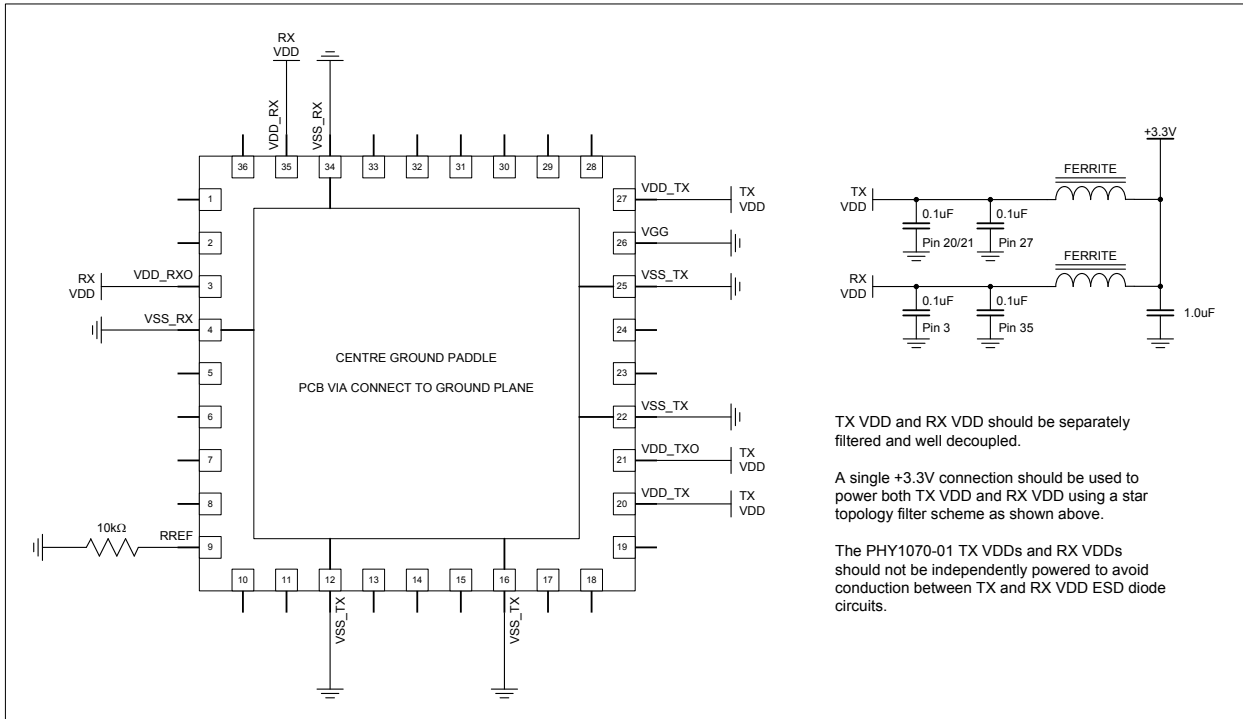 RX
VDD
VDD_RX
VSS_RX
36
35
34
33
32
31
30
29
28
1
2
3
4
5
6
7
8
9
VDD_RXO
RX
VDD
VSS_RX
10kΩ
RREF
CENTRE GROUND PADDLE
PCB VIA CONNECT TO GROUND PLANE
27
26
25
24
23
22
21
20
19
VDD_TX
TX
VDD
VGG
VSS_TX
VSS_TX
VDD_TXO
TX
VDD
VDD_TX
TX
VDD
10
11
12
13
14
15
16
17
18
VSS_TX
VSS_TX
+3.3V
FERRITE
TX
VDD
0.1uF
Pin 20/21
0.1uF
Pin 27
FERRITE
RX
VDD
0.1uF
Pin 3
0.1uF
Pin 35
1.0uF
TX VDD and RX VDD should be separately
filtered and well decoupled.
A single +3.3V connection should be used to
power both TX VDD and RX VDD using a star
topology filter scheme as shown above.
The PHY1070-01 TX VDDs and RX VDDs
should not be independently powered to avoid
conduction between TX and RX VDD ESD diode
circuits.